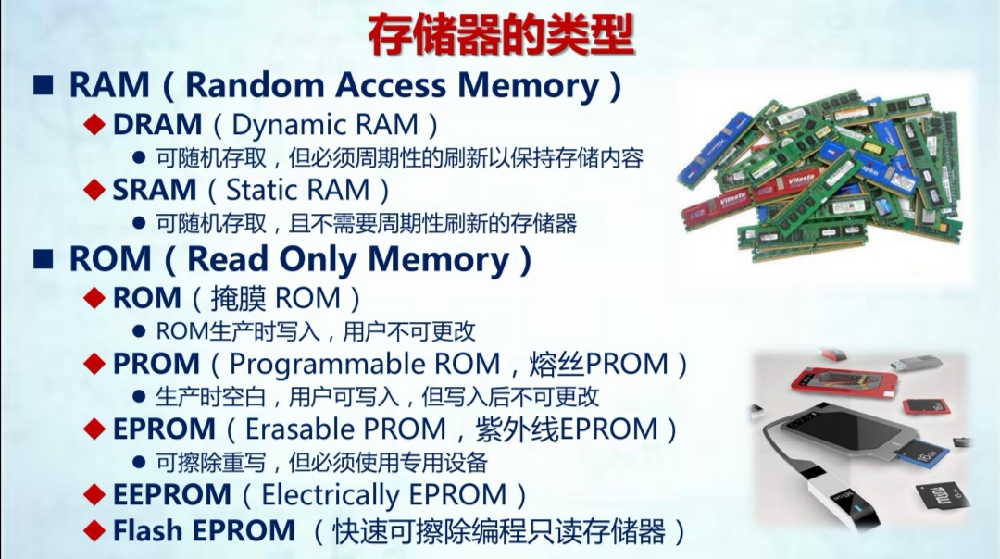 存储器的类型
■ RAM（Random Access Memory）
◆ DRAM（Dynamic RAM）
● 可随机存取，但必须周期性的刷新以保持存储内容
◆ SRAM（Static RAM）
● 可随机存取，且不需要周期性刷新的存储器
■ ROM（Read Only Memory）
◆ ROM（掩膜 ROM）
● ROM生产时写入，用户不可更改
◆ PROM（Programmable ROM，熔丝PROM）
● 生产时空白，用户可写入，但写入后不可更改
◆ EPROM（Erasable PROM，紫外线EPROM）
● 可擦除重写，但必须使用专用设备
◆ EEPROM（Electrically EPROM）
◆ Flash EPROM （快速可擦除编程只读存储器）
Vitesta
Vitesta
16GB